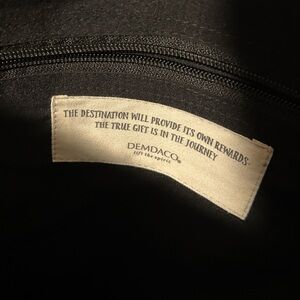 THE DESTINATION WILL PROVIDE ITS OWN REWARDS.
THE TRUE GIFT IS IN THE JOURNEY
DEMDACO®
lift the spirit